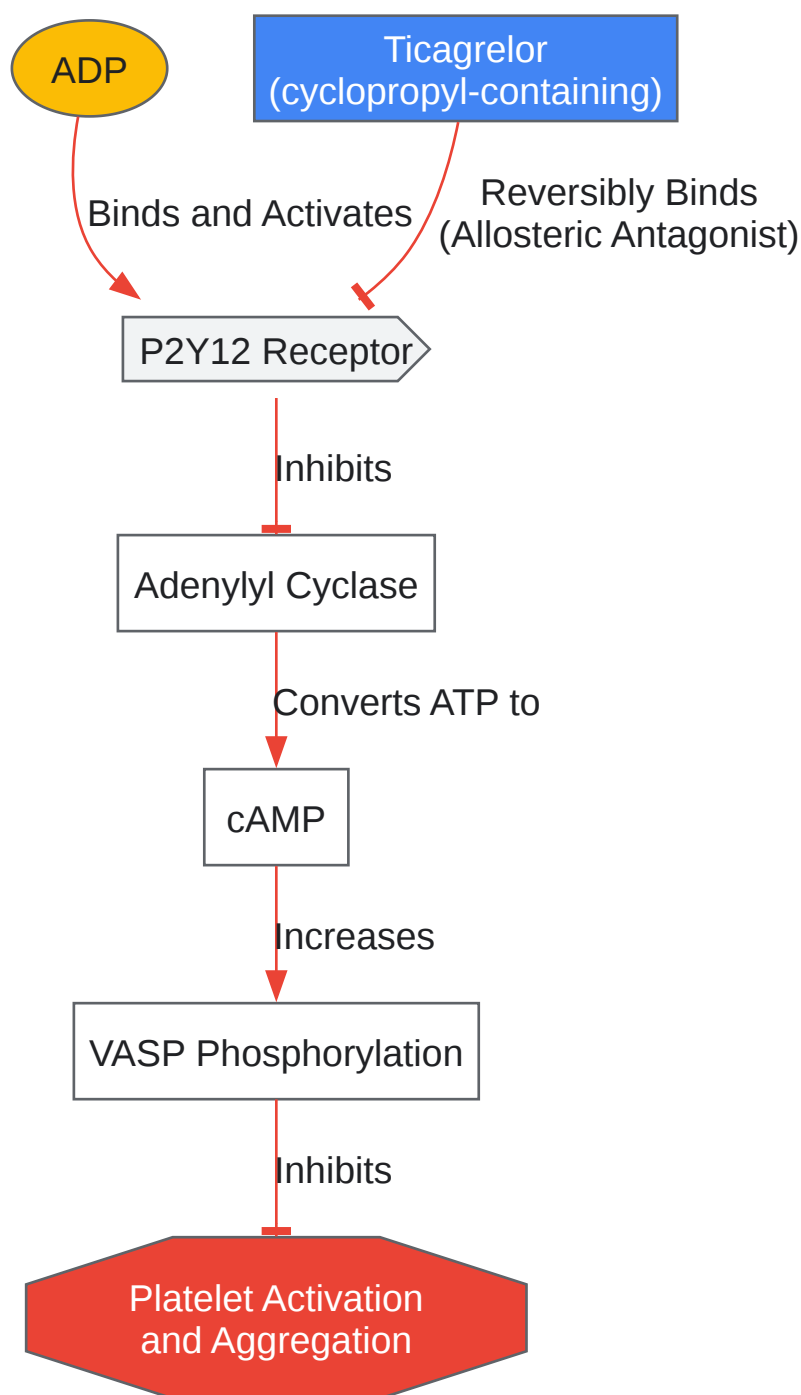 ADP
Ticagrelor
(cyclopropyl-containing)
Binds and Activates
Reversibly Binds
(Allosteric Antagonist)
P2Y12 Receptor
Inhibits
Adenylyl Cyclase
Converts ATP to
cAMP
Increases
VASP Phosphorylation
Inhibits
Platelet Activation
and Aggregation